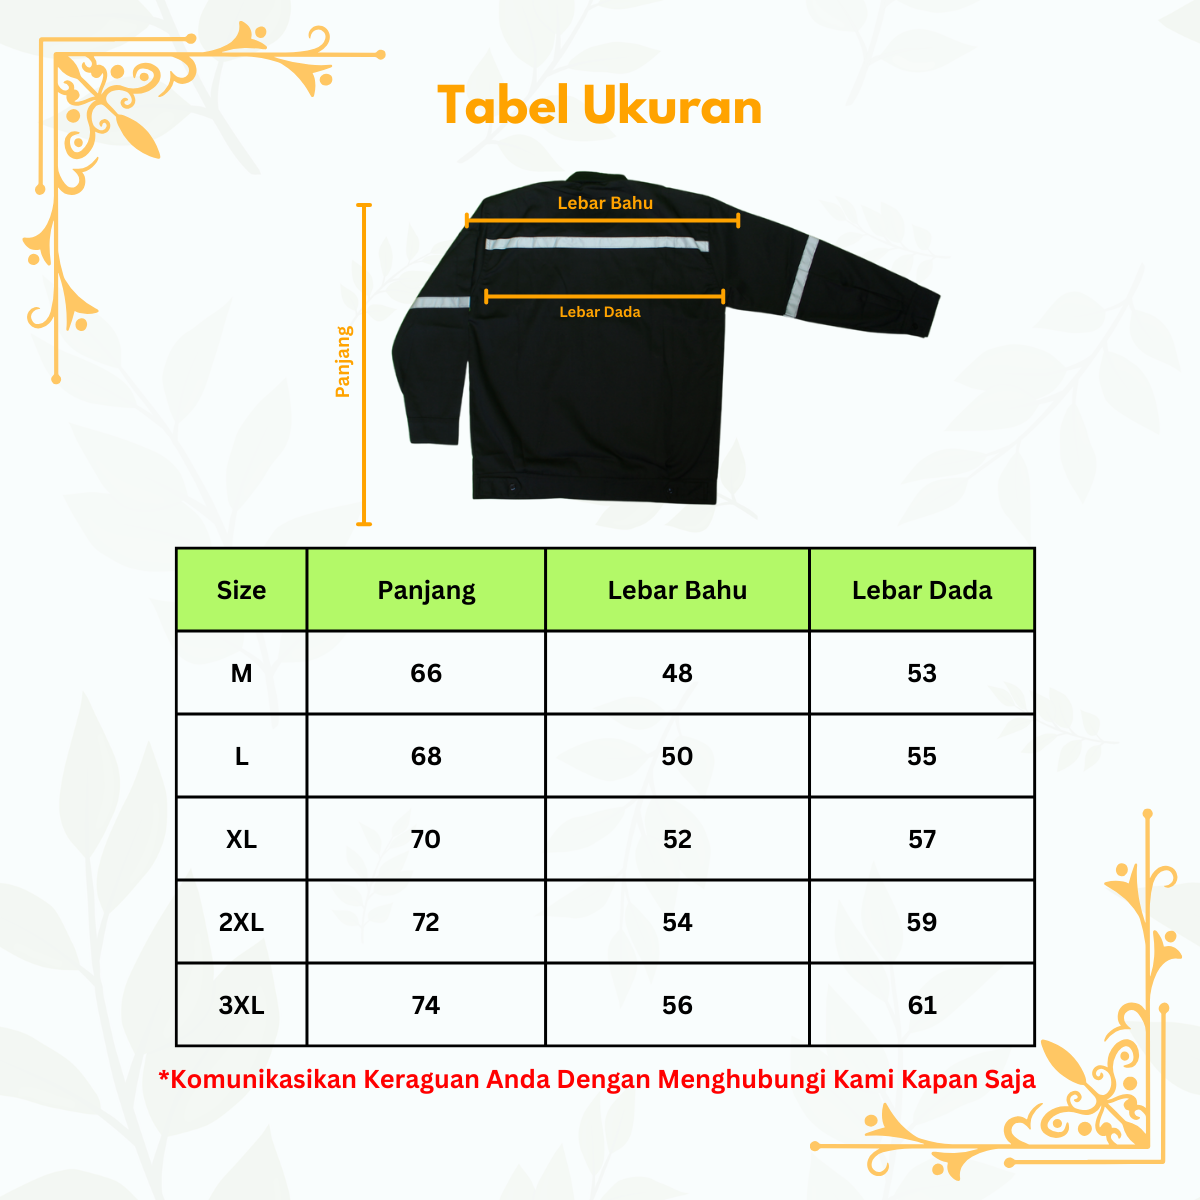 Tabel Ukuran
Lebar Bahu
Lebar Dada
Panjang
Size Panjang Lebar Bahu Lebar Dada
M 66 48 53
L 68 50 55
XL 70 52 57
2XL 72 54 59
3XL 74 56 61
*Komunikasikan Keraguan Anda Dengan Menghubungi Kami Kapan Saja